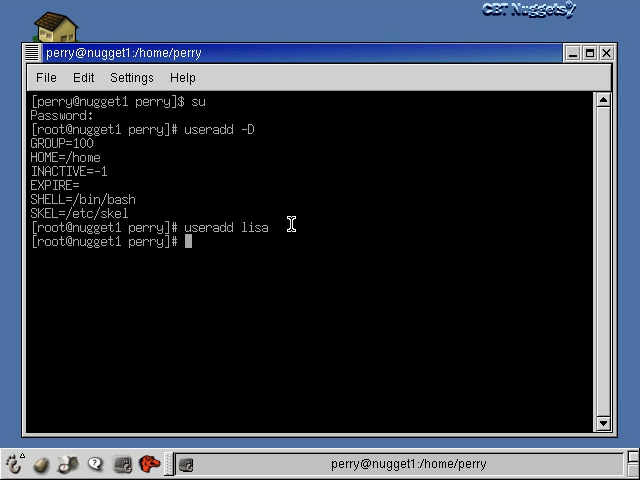 CBT Nuggets
perry@nugget1:/home/perry
File Edit Settings Help
[perry@nugget1 perry]$ su
Password:
[root@nugget1 perry]# useradd -D
GROUP=100
HOME=/home
INACTIVE=-1
EXPIRE=
SHELL=/bin/bash
SKEL=/etc/skel
[root@nugget1 perry]# useradd lisa
[root@nugget1 perry]#
perry@nugget1:/home/perry